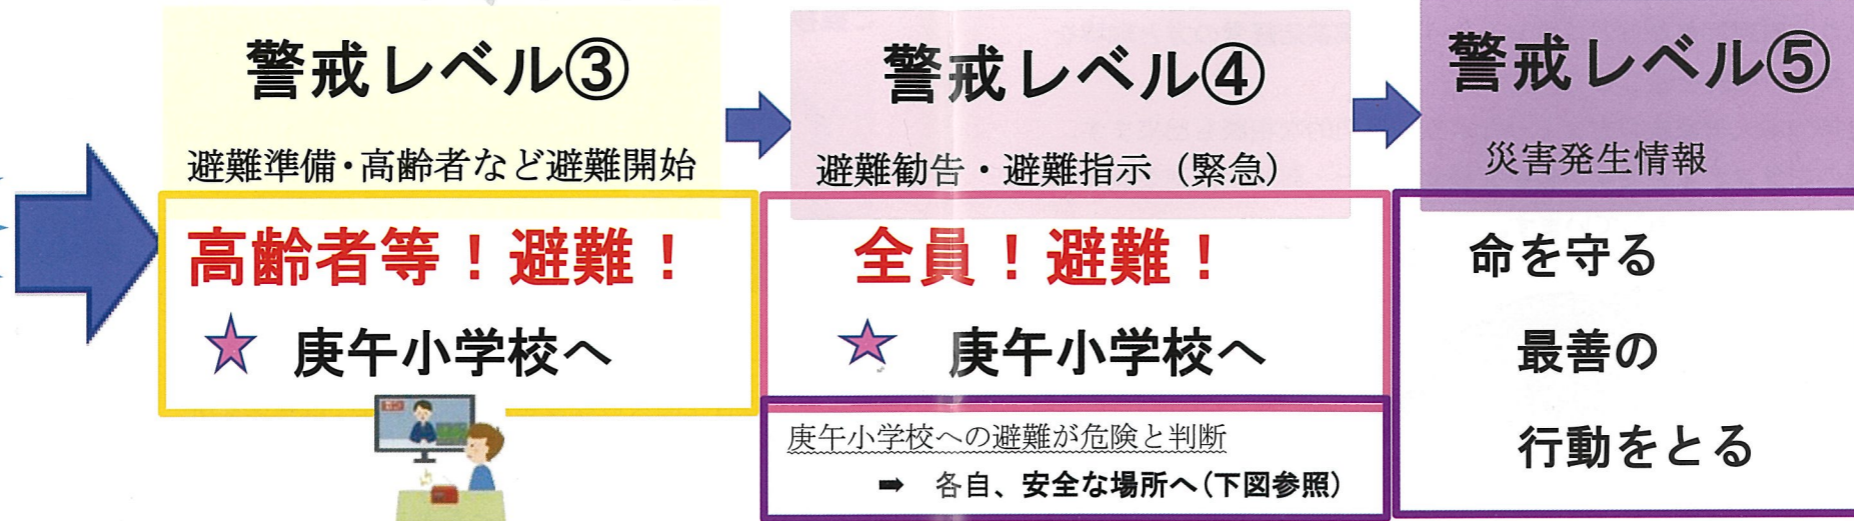 警戒レベル③
避難準備・高齢者など避難開始
高齢者等！避難！
★ 庚午小学校へ
警戒レベル④
避難勧告・避難指示（緊急）
全員！避難！
★ 庚午小学校へ
庚午小学校への避難が危険と判断
➡ 各自、安全な場所へ（下図参照）
警戒レベル⑤
災害発生情報
命を守る
最善の
行動をとる